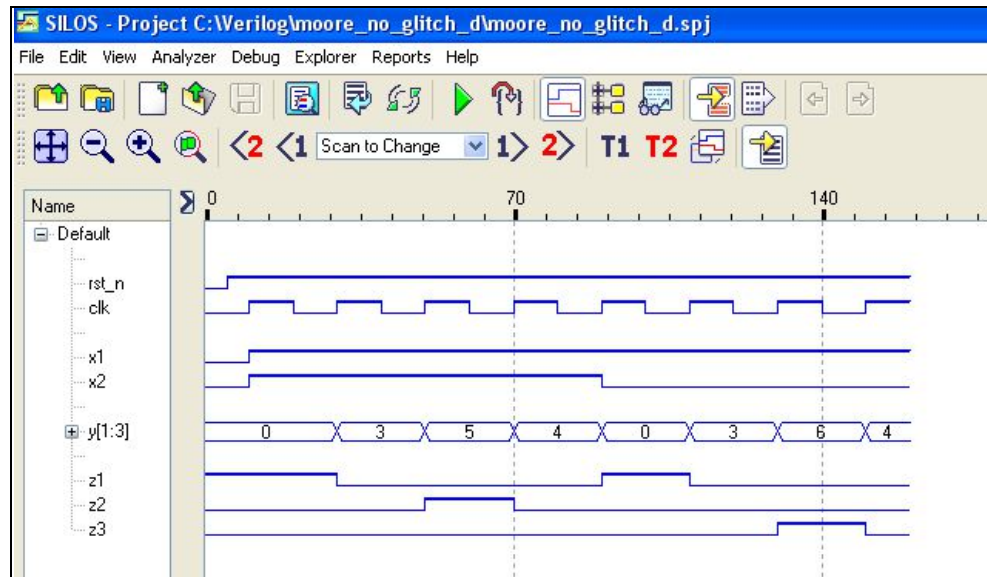 SILOS - Project C:\Verilog\moore_no_glitch_d\moore_no_glitch_d.spj
File Edit View Analyzer Debug Explorer Reports Help
2 1 Scan to Change 1 2 T1 T2
Name 0 70 140
Default
rst_n
clk
x1
x2
y[1:3] 0 3 5 4 0 3 6 4
z1
z2
z3